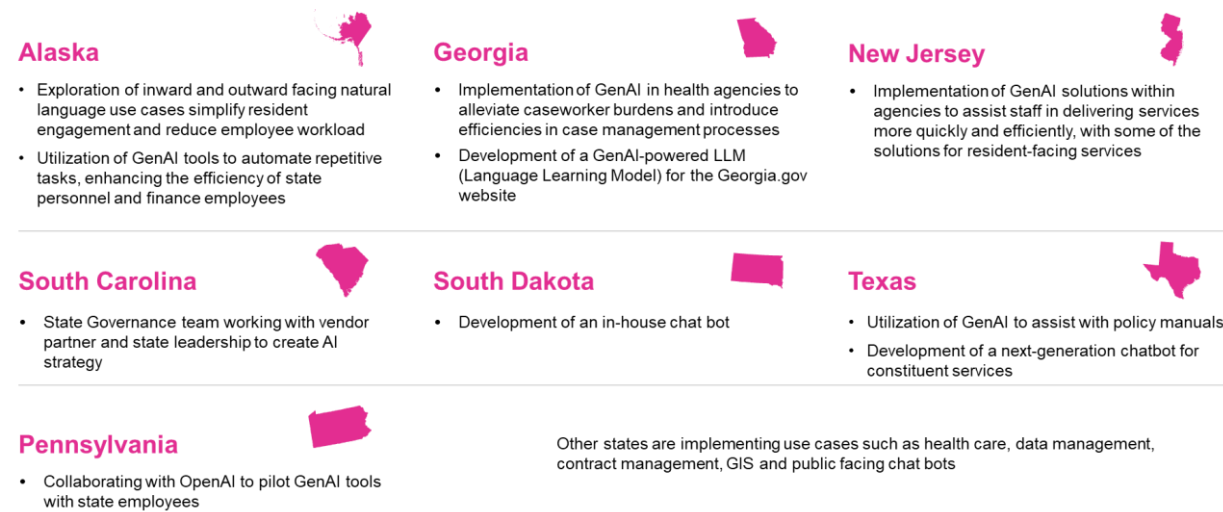 Alaska
• Exploration of inward and outward facing natural
language use cases simplify resident
engagement and reduce employee workload
• Utilization of GenAI tools to automate repetitive
tasks, enhancing the efficiency of state
personnel and finance employees
Georgia
• Implementation of GenAI in health agencies to
alleviate caseworker burdens and introduce
efficiencies in case management processes
• Development of a GenAI-powered LLM
(Language Learning Model) for the Georgia.gov
website
New Jersey
• Implementation of GenAI solutions within
agencies to assist staff in delivering services
more quickly and efficiently, with some of the
solutions for resident-facing services
South Carolina
• State Governance team working with vendor
partner and state leadership to create AI
strategy
South Dakota
• Development of an in-house chat bot
Texas
• Utilization of GenAI to assist with policy manuals
• Development of a next-generation chatbot for
constituent services
Pennsylvania
• Collaborating with OpenAI to pilot GenAI tools
with state employees
Other states are implementing use cases such as health care, data management,
contract management, GIS and public facing chat bots